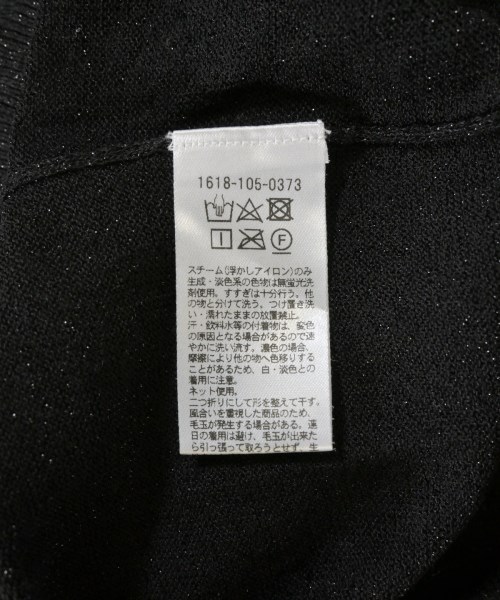 1618-105-0373
F
スチーム(浮かしアイロン)のみ
生成・淡色系の色物は無蛍光洗
剤使用。すすぎは十分行う。他
の物と分けて洗う。つけ置き洗
い・濡れたままの放置禁止。
汗・飲料水等の付着物は、変色
の原因となる場合があるので速
やかに洗い流す。濃色の場合、
摩擦により他の物へ色移りする
ことがあるため、白・淡色との
着用に注意。
ネット使用。
二つ折りにして形を整えて干す。
風合いを重視した商品のため、
毛玉が発生する場合がある。連
日の着用は避け、毛玉が出来た
ら引っ張って取ろうとせず、生